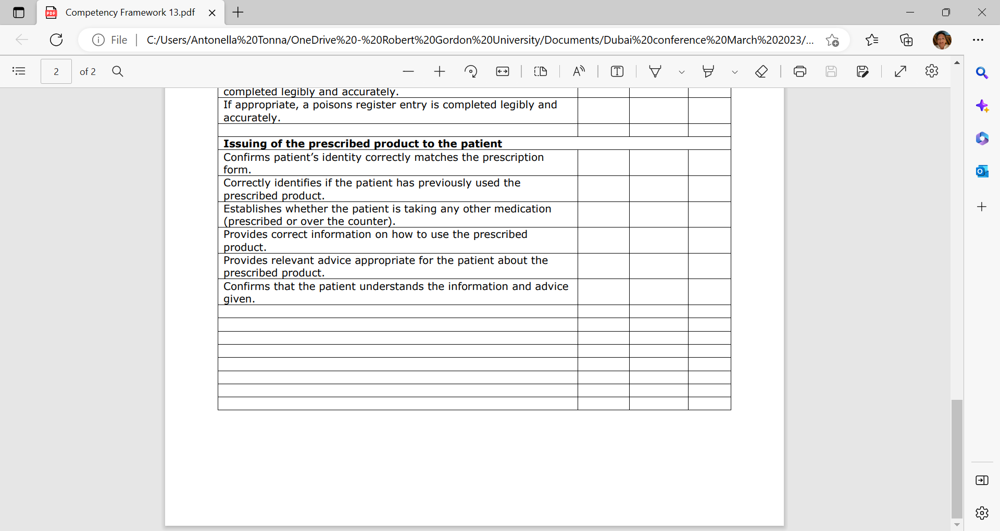 Competency Framework 13.pdf
File
C:/Users/Antonella%20Tonna/OneDrive%20-%20Robert%20Gordon%20University/Documents/Dubai%20conference%20March%202023/...
2 of 2
completed legibly and accurately.
If appropriate, a poisons register entry is completed legibly and
accurately.
Issuing of the prescribed product to the patient
Confirms patient’s identity correctly matches the prescription
form.
Correctly identifies if the patient has previously used the
prescribed product.
Establishes whether the patient is taking any other medication
(prescribed or over the counter).
Provides correct information on how to use the prescribed
product.
Provides relevant advice appropriate for the patient about the
prescribed product.
Confirms that the patient understands the information and advice
given.